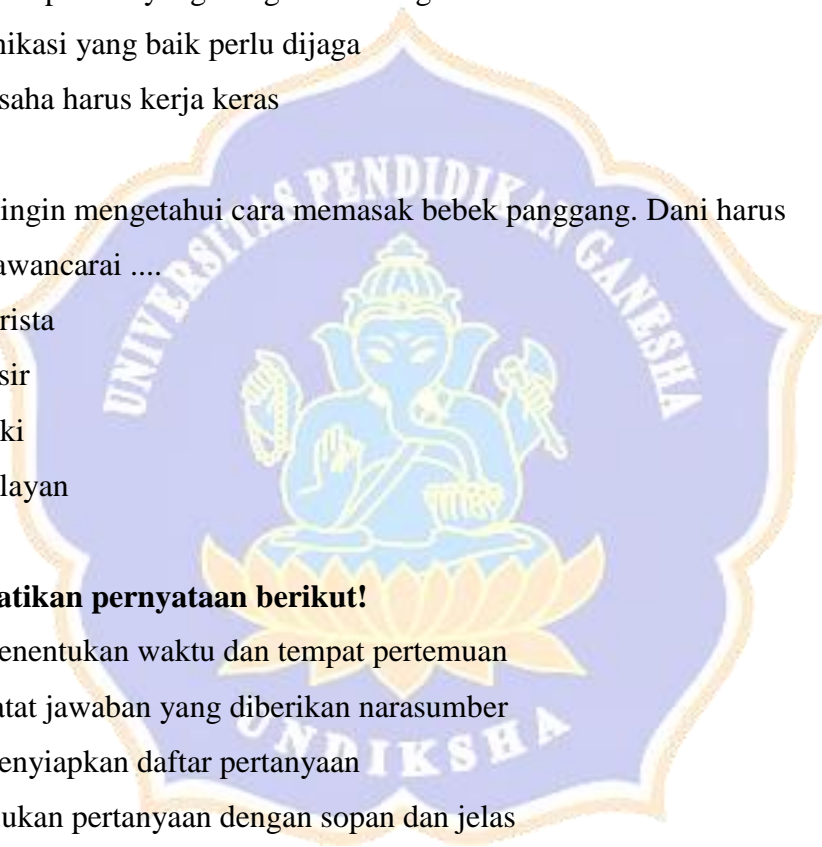 nikasi yang baik perlu dijaga
saha harus kerja keras
ingin mengetahui cara memasak bebek panggang. Dani harus
awancarai ....
rista
sir
ki
layan
atikan pernyataan berikut!
enentukan waktu dan tempat pertemuan
atat jawaban yang diberikan narasumber
enyiapkan daftar pertanyaan
ukan pertanyaan dengan sopan dan jelas
UNIVERSITAS PENDIDIKAN GANESHA
UNDIKSHA